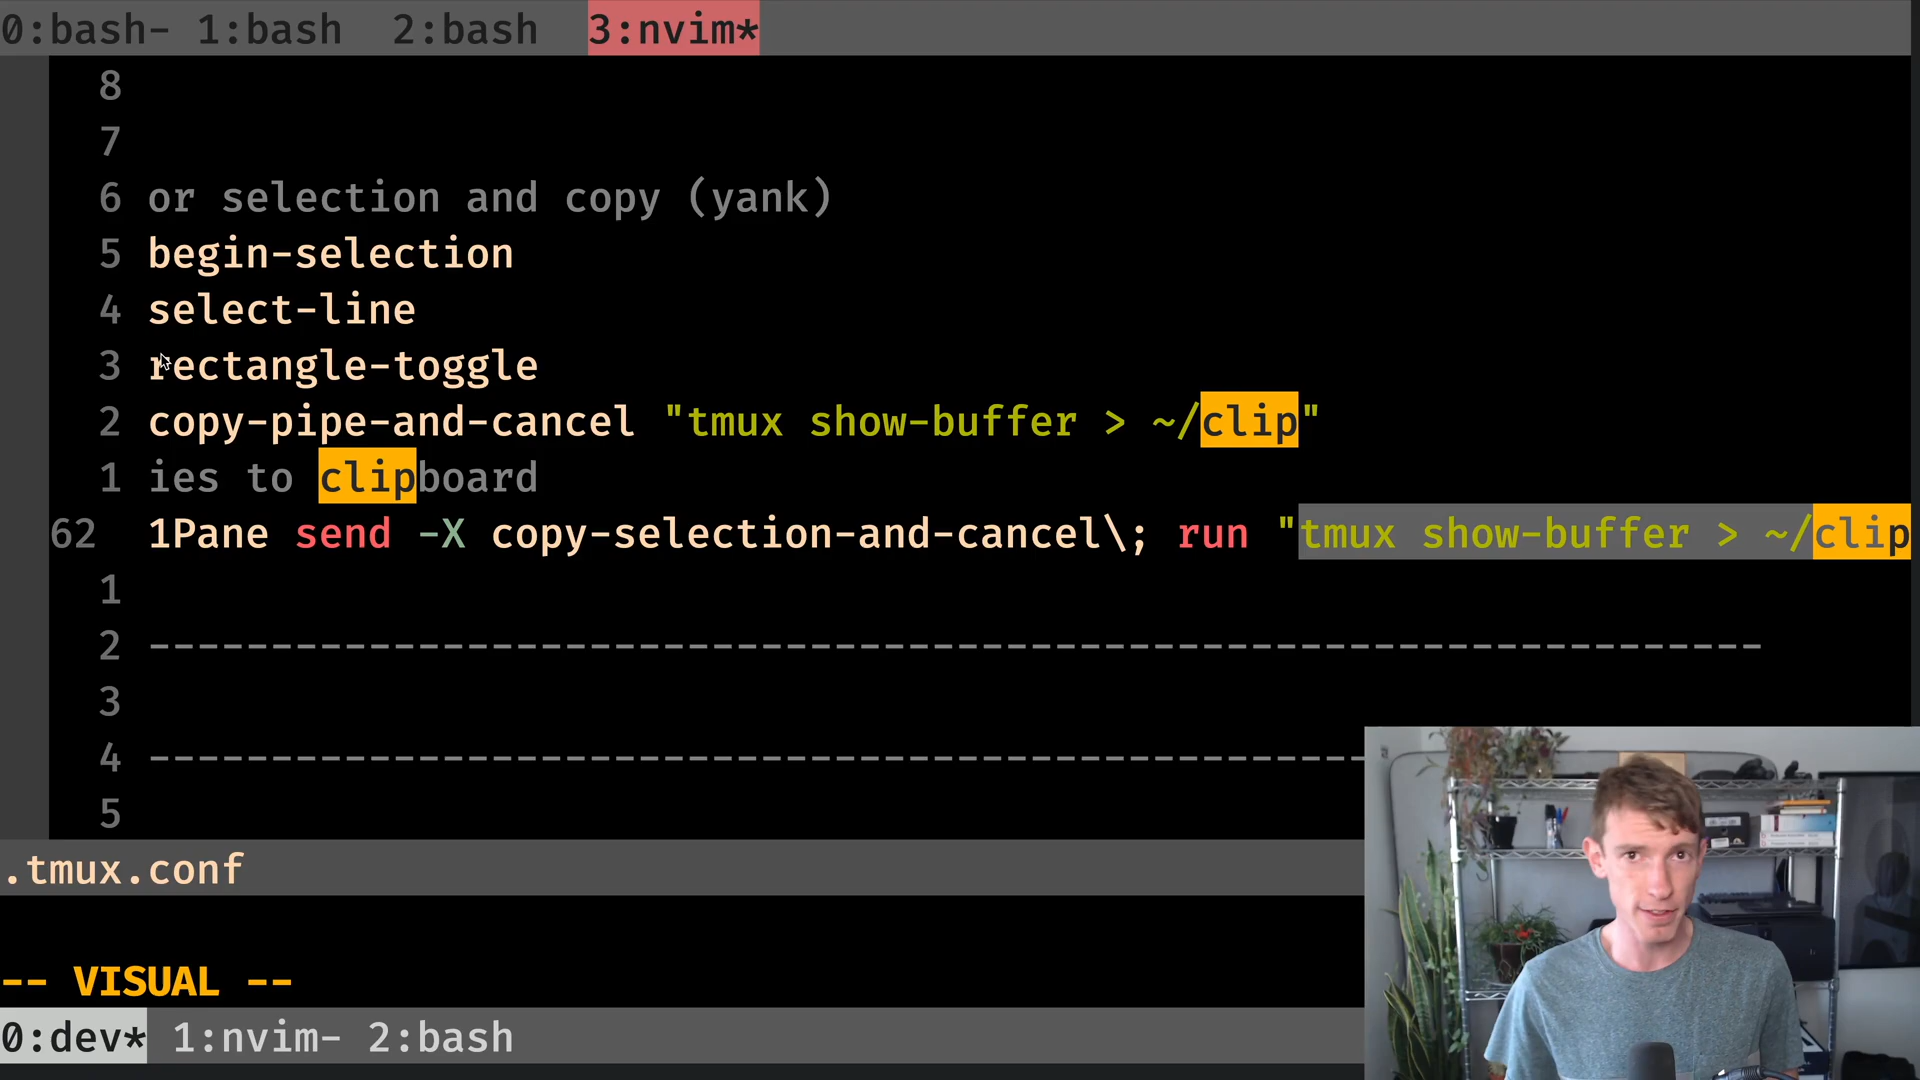 0:bash- 1:bash  2:bash  3:nvim*
8
7
6 or selection and copy (yank)
5 begin-selection
4 select-line
3 rectangle-toggle
2 copy-pipe-and-cancel "tmux show-buffer > ~/clip"
1 ies to clipboard
62 1Pane send -X copy-selection-and-cancel\; run "tmux show-buffer > ~/clip
1
2 ------------------------------------------------------------------
3
4 --------------------------------------------------
5
.tmux.conf
-- VISUAL --
0:dev* 1:nvim- 2:bash